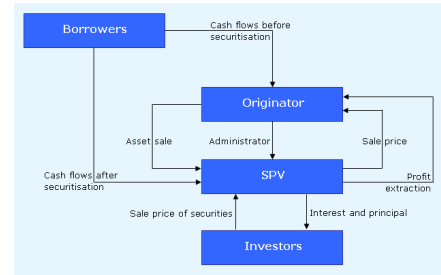 Borrowers
Cash flows before
securitisation
Originator
Asset sale
Administrator
Sale price
Cash flows after
securitisation
SPV
Profit
extraction
Sale price of securities
Interest and principal
Investors